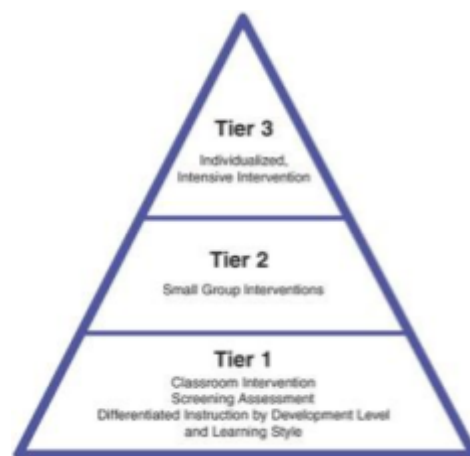 Tier 3
Individualized,
Intensive Intervention
Tier 2
Small Group Interventions
Tier 1
Classroom Intervention
Screening Assessment
Differentiated Instruction by Development Level
and Learning Style